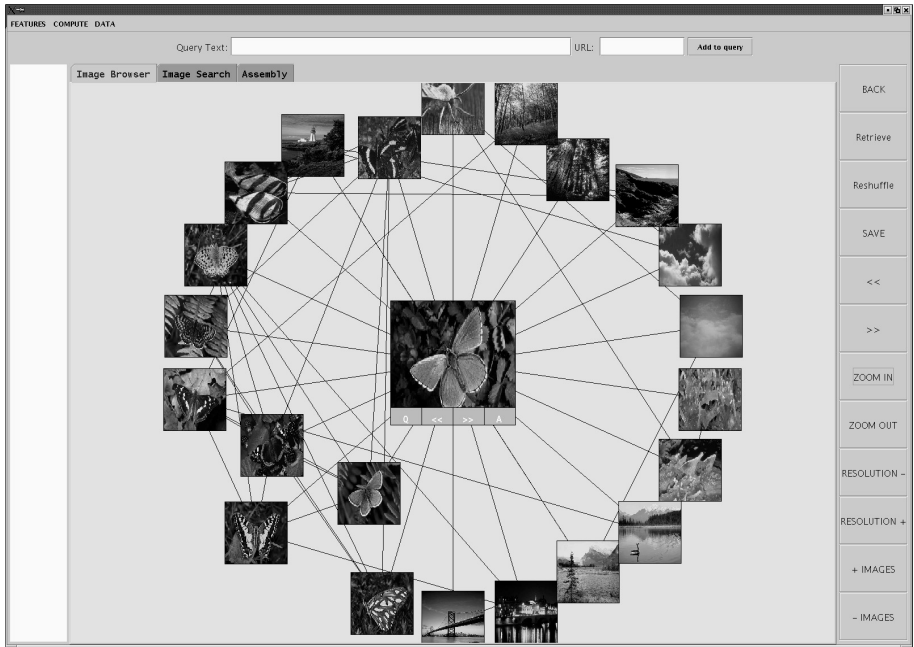 FEATURES COMPUTE DATA
Query Text: URL: Add to query
Image Browser Image Search Assembly
BACK
Retrieve
Reshuffle
SAVE
<<
>>
ZOOM IN
ZOOM OUT
RESOLUTION -
RESOLUTION +
+ IMAGES
- IMAGES
Q << >> A